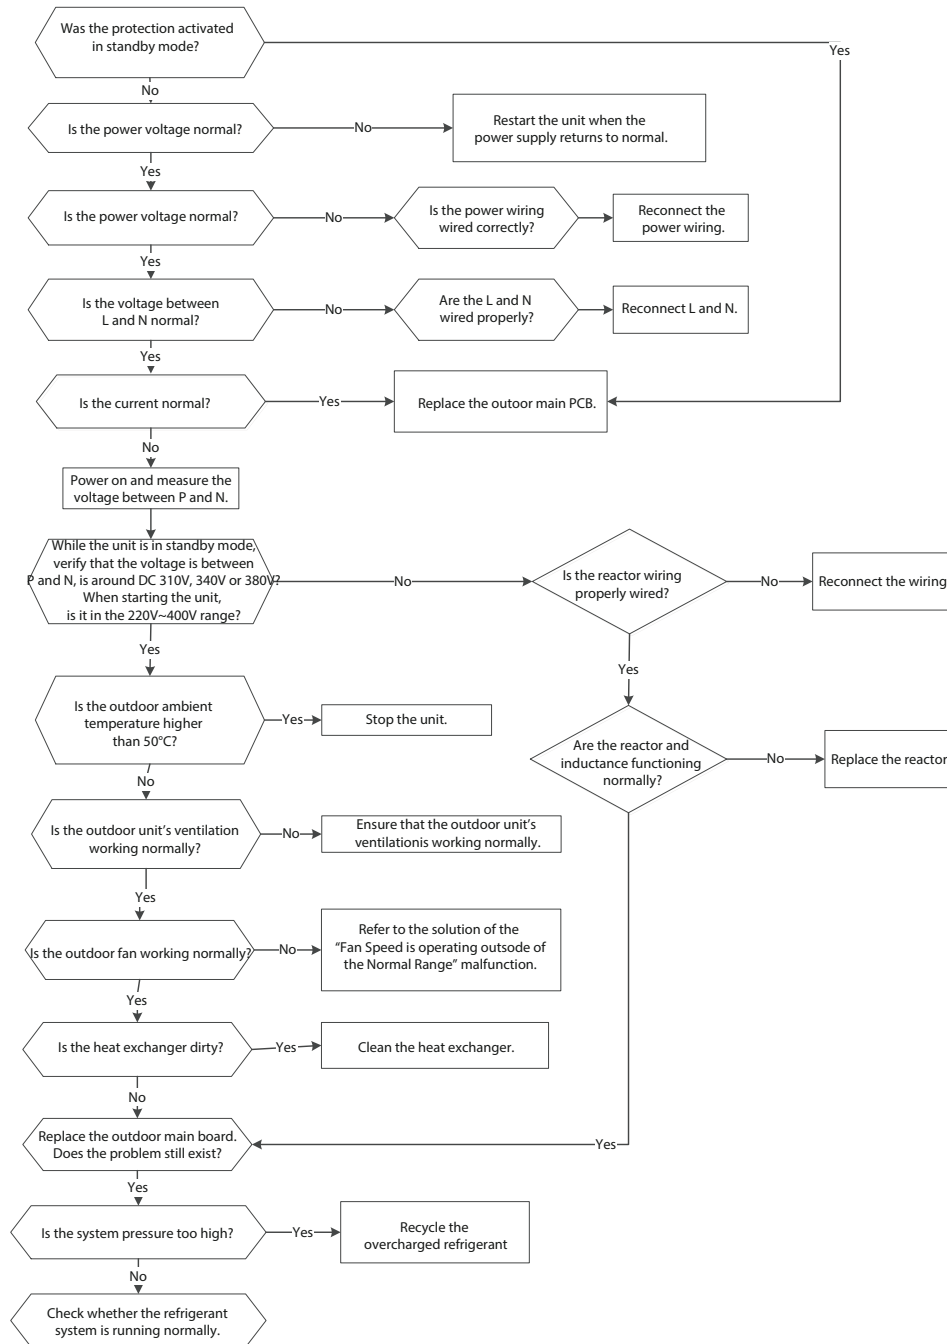 Was the protection activated
in standby mode?
Yes
No
Is the power voltage normal?
No
Restart the unit when the
power supply returns to normal.
Yes
Is the power voltage normal?
No
Is the power wiring
wired correctly?
Reconnect the
power wiring.
Yes
Is the voltage between
L and N normal?
No
Are the L and N
wired properly?
Reconnect L and N.
Yes
Is the current normal?
Yes
Replace the outoor main PCB.
No
Power on and measure the
voltage between P and N.
While the unit is in standby mode,
verify that the voltage is between
P and N, is around DC 310V, 340V or 380V?
When starting the unit,
is it in the 220V~400V range?
No
Is the reactor wiring
properly wired?
No
Reconnect the wiring
Yes
Yes
Is the outdoor ambient
temperature higher
than 50°C?
Yes
Stop the unit.
Are the reactor and
inductance functioning
normally?
No
Replace the reactor
No
Is the outdoor unit's ventilation
working normally?
No
Ensure that the outdoor unit's
ventilationis working normally.
Yes
Is the outdoor fan working normally?
No
Refer to the solution of the
“Fan Speed is operating outsode of
the Normal Range” malfunction.
Yes
Is the heat exchanger dirty?
Yes
Clean the heat exchanger.
No
Replace the outdoor main board.
Does the problem still exist?
Yes
Yes
Is the system pressure too high?
Yes
Recycle the
overcharged refrigerant
No
Check whether the refrigerant
system is running normally.